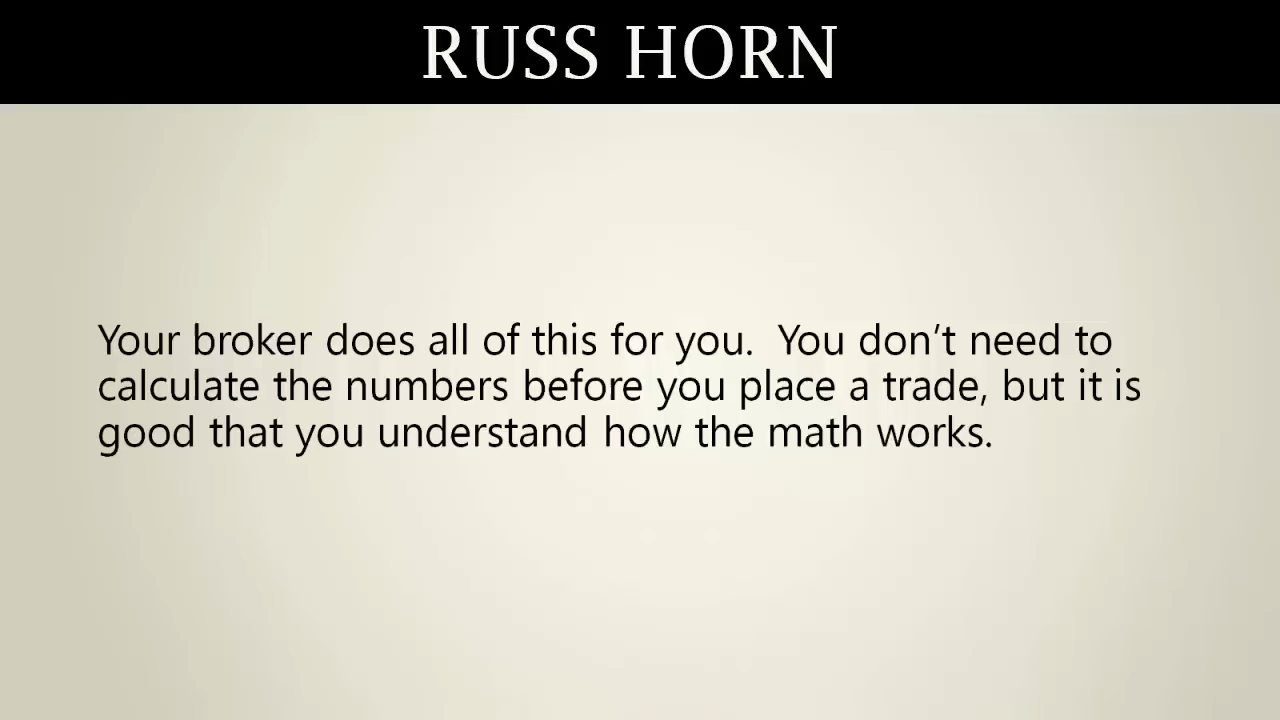 RUSS HORN
Your broker does all of this for you.  You don’t need to
calculate the numbers before you place a trade, but it is
good that you understand how the math works.